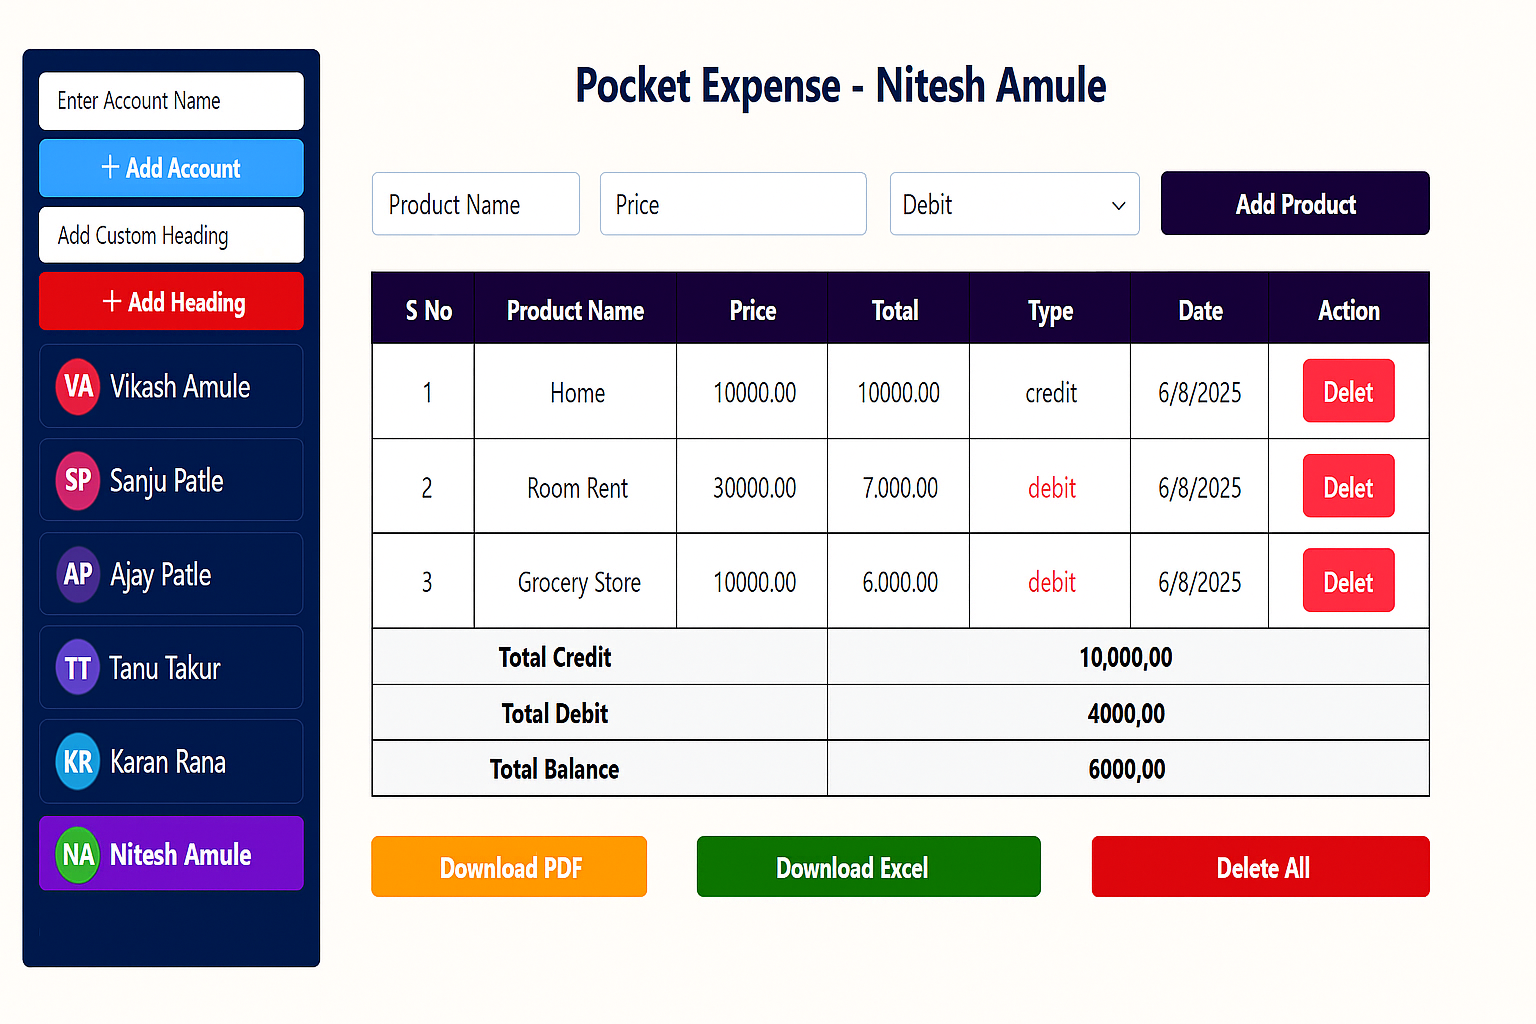 Enter Account Name
+ Add Account
Add Custom Heading
+ Add Heading
VA Vikash Amule
SP Sanju Patle
AP Ajay Patle
TT Tanu Takur
KR Karan Rana
NA Nitesh Amule
Pocket Expense - Nitesh Amule
Product Name Price Debit Add Product
S No Product Name Price Total Type Date Action
1 Home 10000.00 10000.00 credit 6/8/2025 Delet
2 Room Rent 30000.00 7.000.00 debit 6/8/2025 Delet
3 Grocery Store 10000.00 6.000.00 debit 6/8/2025 Delet
Total Credit 10,000,00
Total Debit 4000,00
Total Balance 6000,00
Download PDF Download Excel Delete All